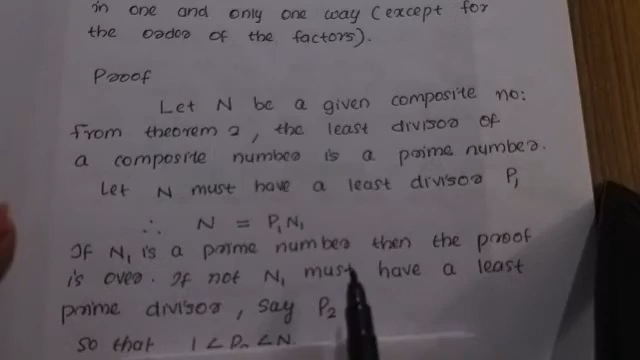 in one and only one way (except for
the order of the factors).
Proof
Let N be a given composite no:
From theorem 2, the least divisor of
a composite number is a prime number.
Let N must have a least divisor P₁
∴ N = P₁N₁
If N₁ is a prime number then the proof
is over. If not N₁ must have a least
prime divisor, say P₂
so that 1 < P₂ < N